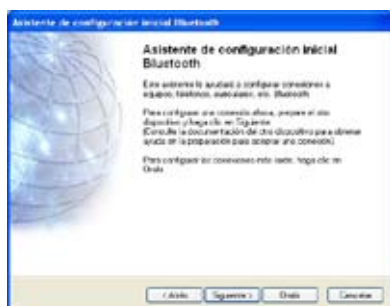 Asistente de configuración inicial Bluetooth
Asistente de configuración inicial
Bluetooth
Este asistente le ayudará a configurar conexiones a
equipos, teléfonos, auriculares, etc. Bluetooth
Para configurar una conexión ahora, prepare el otro
dispositivo y haga clic en Siguiente
(Consulte la documentación del otro dispositivo para obtener
ayuda en la preparación para aceptar una conexión).
Para configurar las conexiones más tarde, haga clic en
< Atrás Siguiente > Cancelar